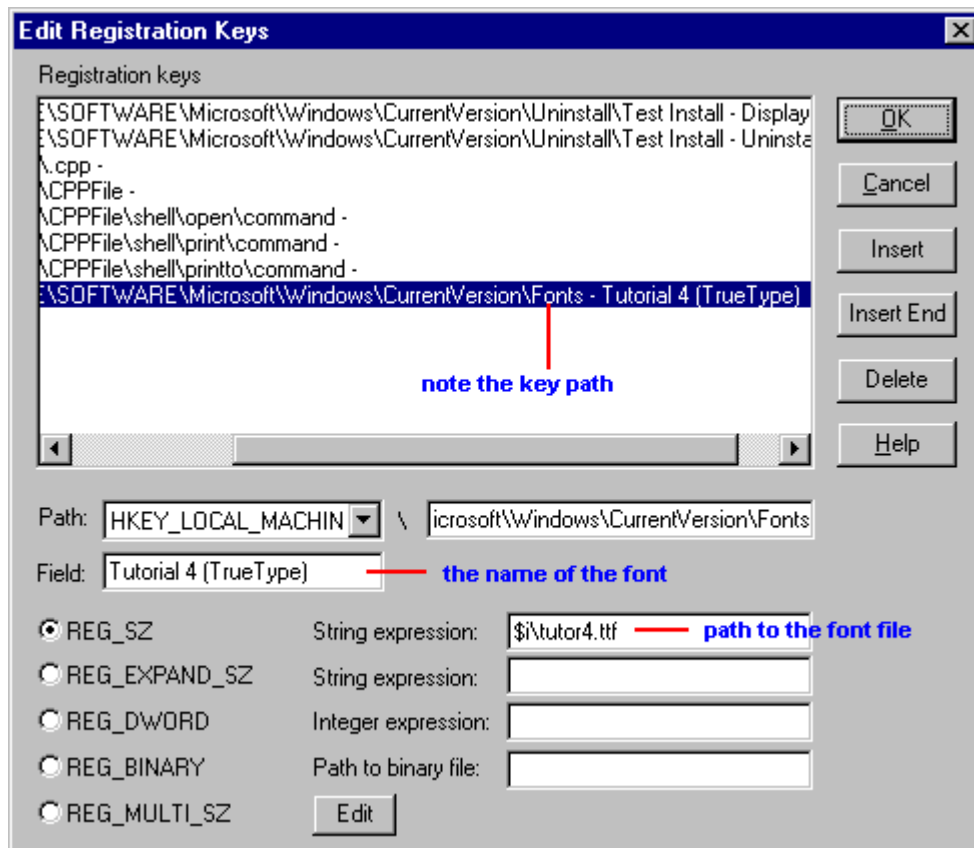 Edit Registration Keys
Registration keys
E\SOFTWARE\Microsoft\Windows\CurrentVersion\Uninstall\Test Install - Display
E\SOFTWARE\Microsoft\Windows\CurrentVersion\Uninstall\Test Install - Uninsta
\.cpp -
\CPPFile -
\CPPFile\shell\open\command -
\CPPFile\shell\print\command -
\CPPFile\shell\printto\command -
E\SOFTWARE\Microsoft\Windows\CurrentVersion\Fonts - Tutorial 4 (TrueType)
note the key path
OK
Cancel
Insert
Insert End
Delete
Help
Path: HKEY_LOCAL_MACHIN \ icrosoft\Windows\CurrentVersion\Fonts
Field: Tutorial 4 (TrueType) the name of the font
REG_SZ String expression: $i\tutor4.ttf path to the font file
REG_EXPAND_SZ String expression:
REG_DWORD Integer expression:
REG_BINARY Path to binary file:
REG_MULTI_SZ Edit